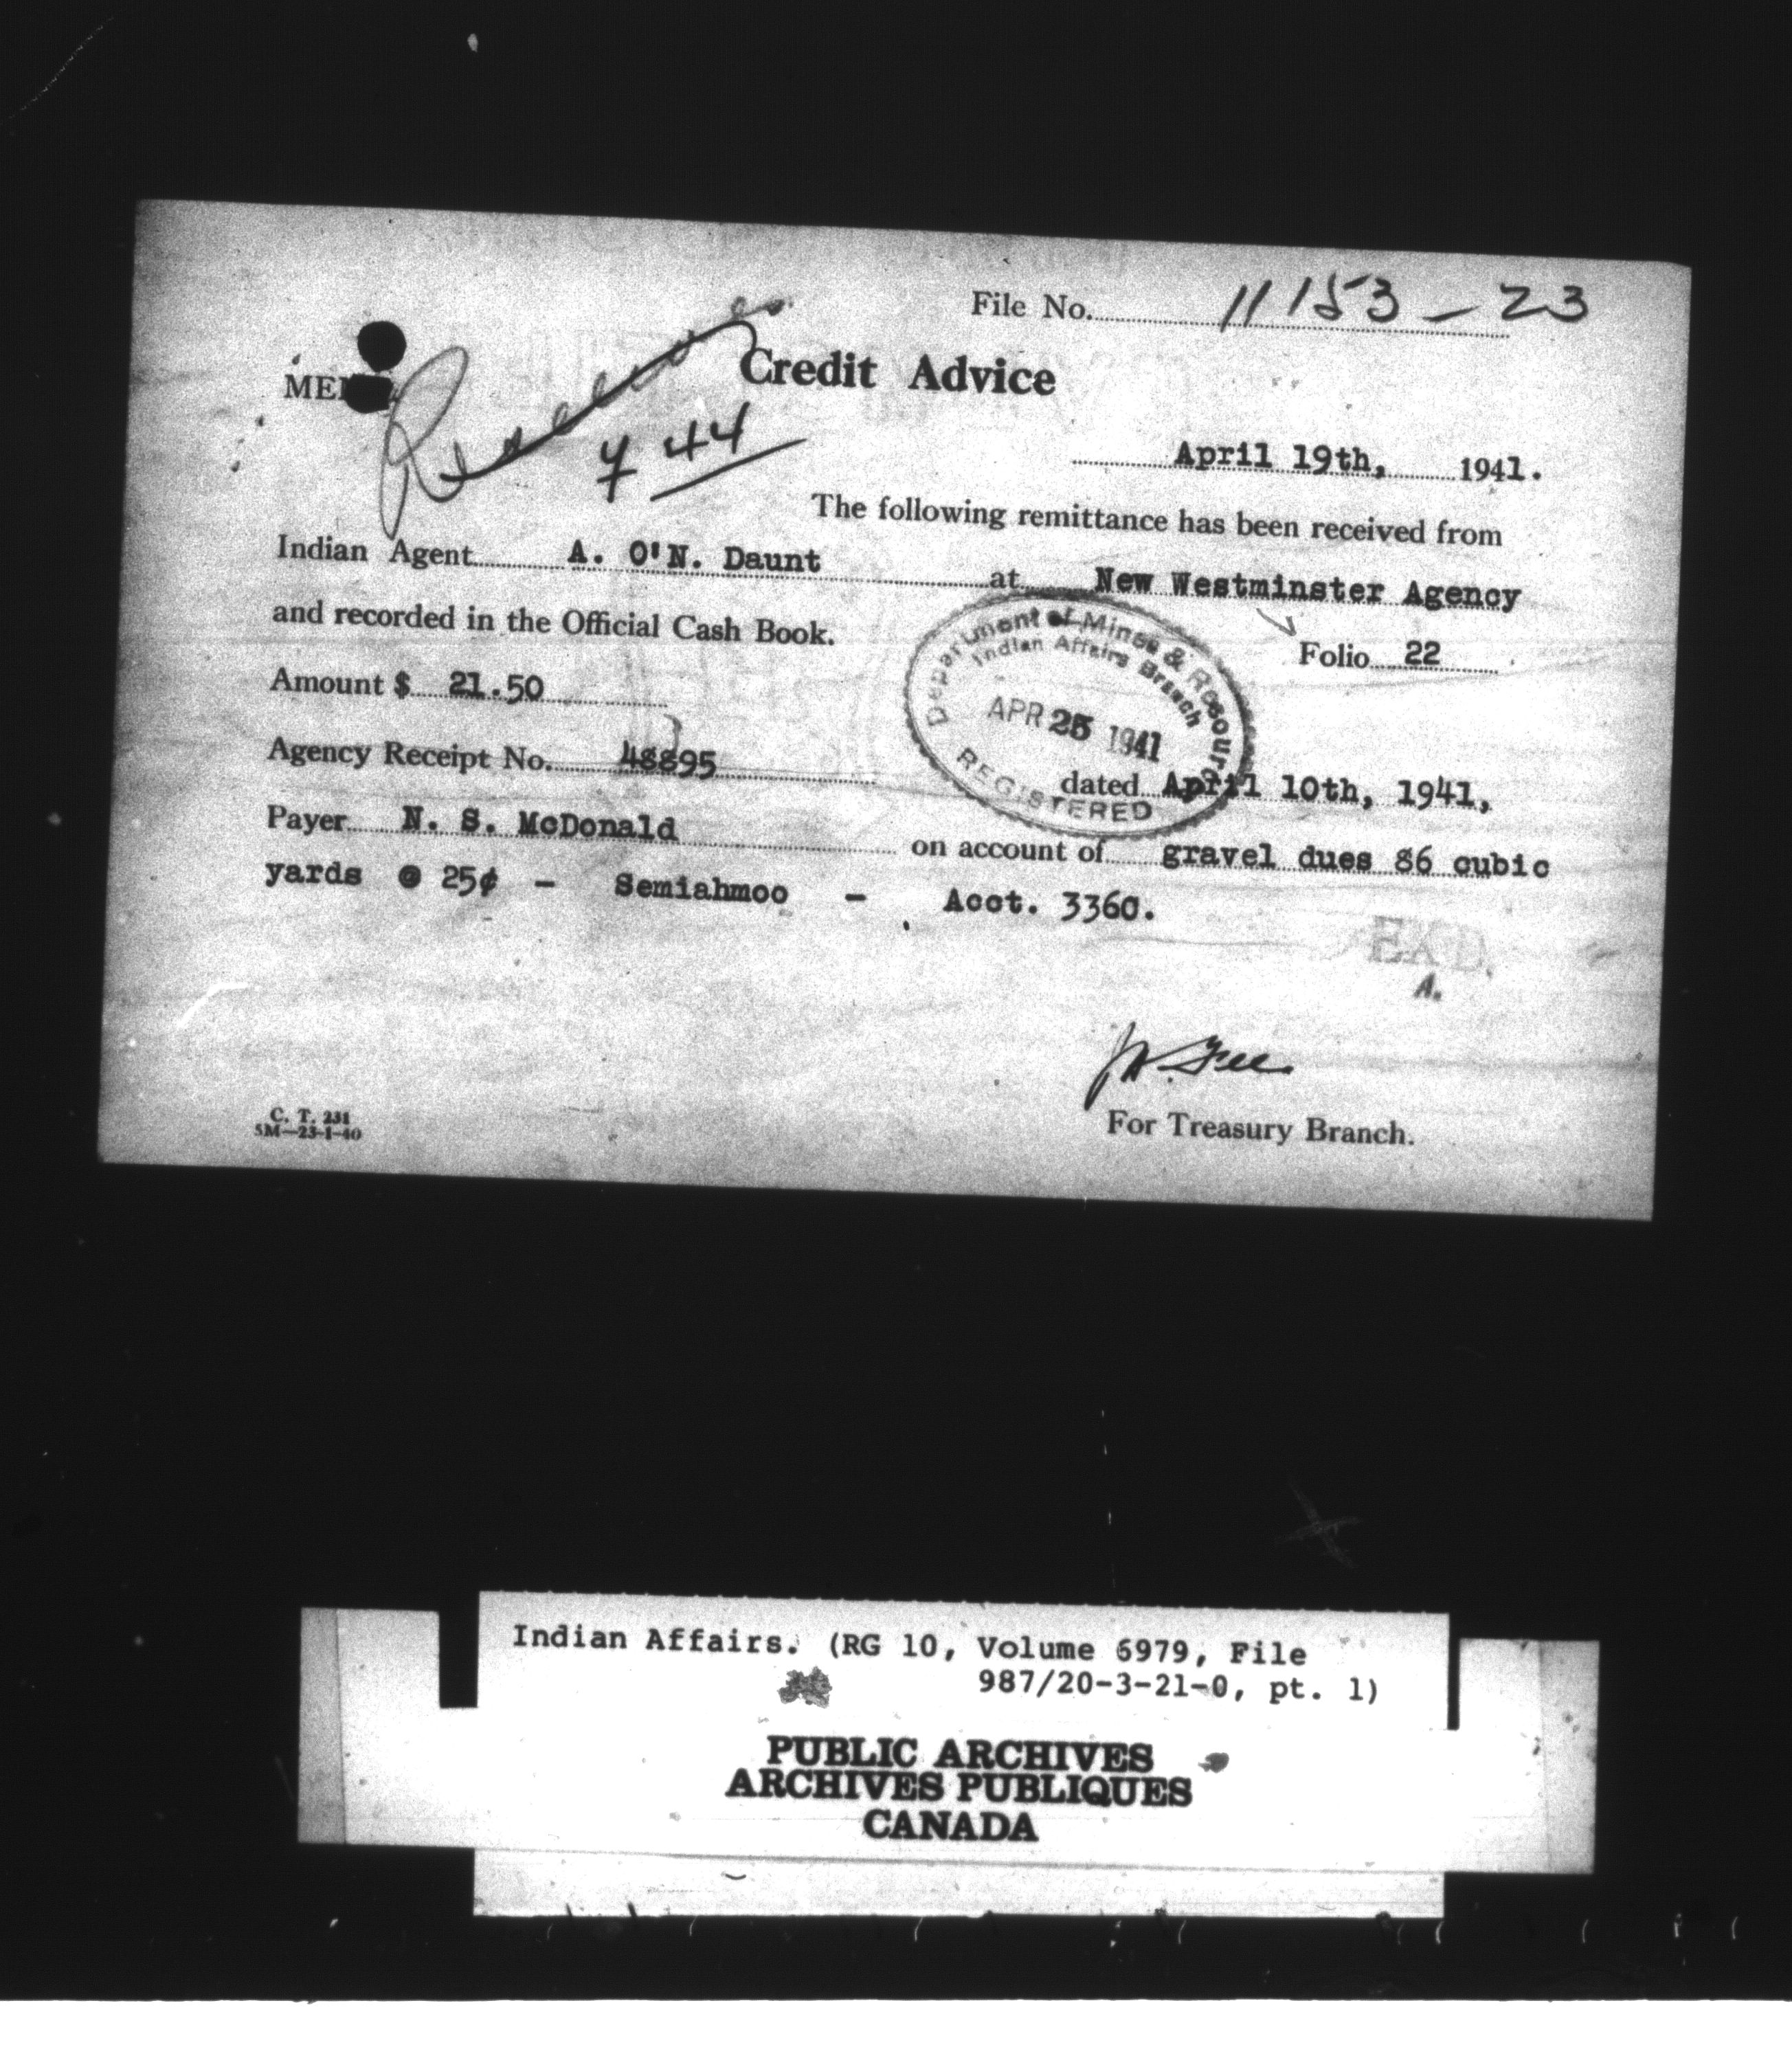 File No. 11153-23
Credit Advice
744
April 19th, 1941.
The following remittance has been received from
Indian Agent A. O'N. Daunt at New Westminster Agency
and recorded in the Official Cash Book.
Folio 22
Amount $ 21.50
Department of Mines & Resources
Indian Affairs Branch
APR 25 1941
REGISTERED
Agency Receipt No. 48895 dated April 10th, 1941,
Payer N. S. McDonald on account of gravel dues 86 cubic
yards @ 25¢ - Semiahmoo - Acct. 3360.
EX'D.
A.
For Treasury Branch.
C. T. 231
5M—23-1-40
Indian Affairs. (RG 10, Volume 6979, File
987/20-3-21-0, pt. 1)
PUBLIC ARCHIVES
ARCHIVES PUBLIQUES
CANADA